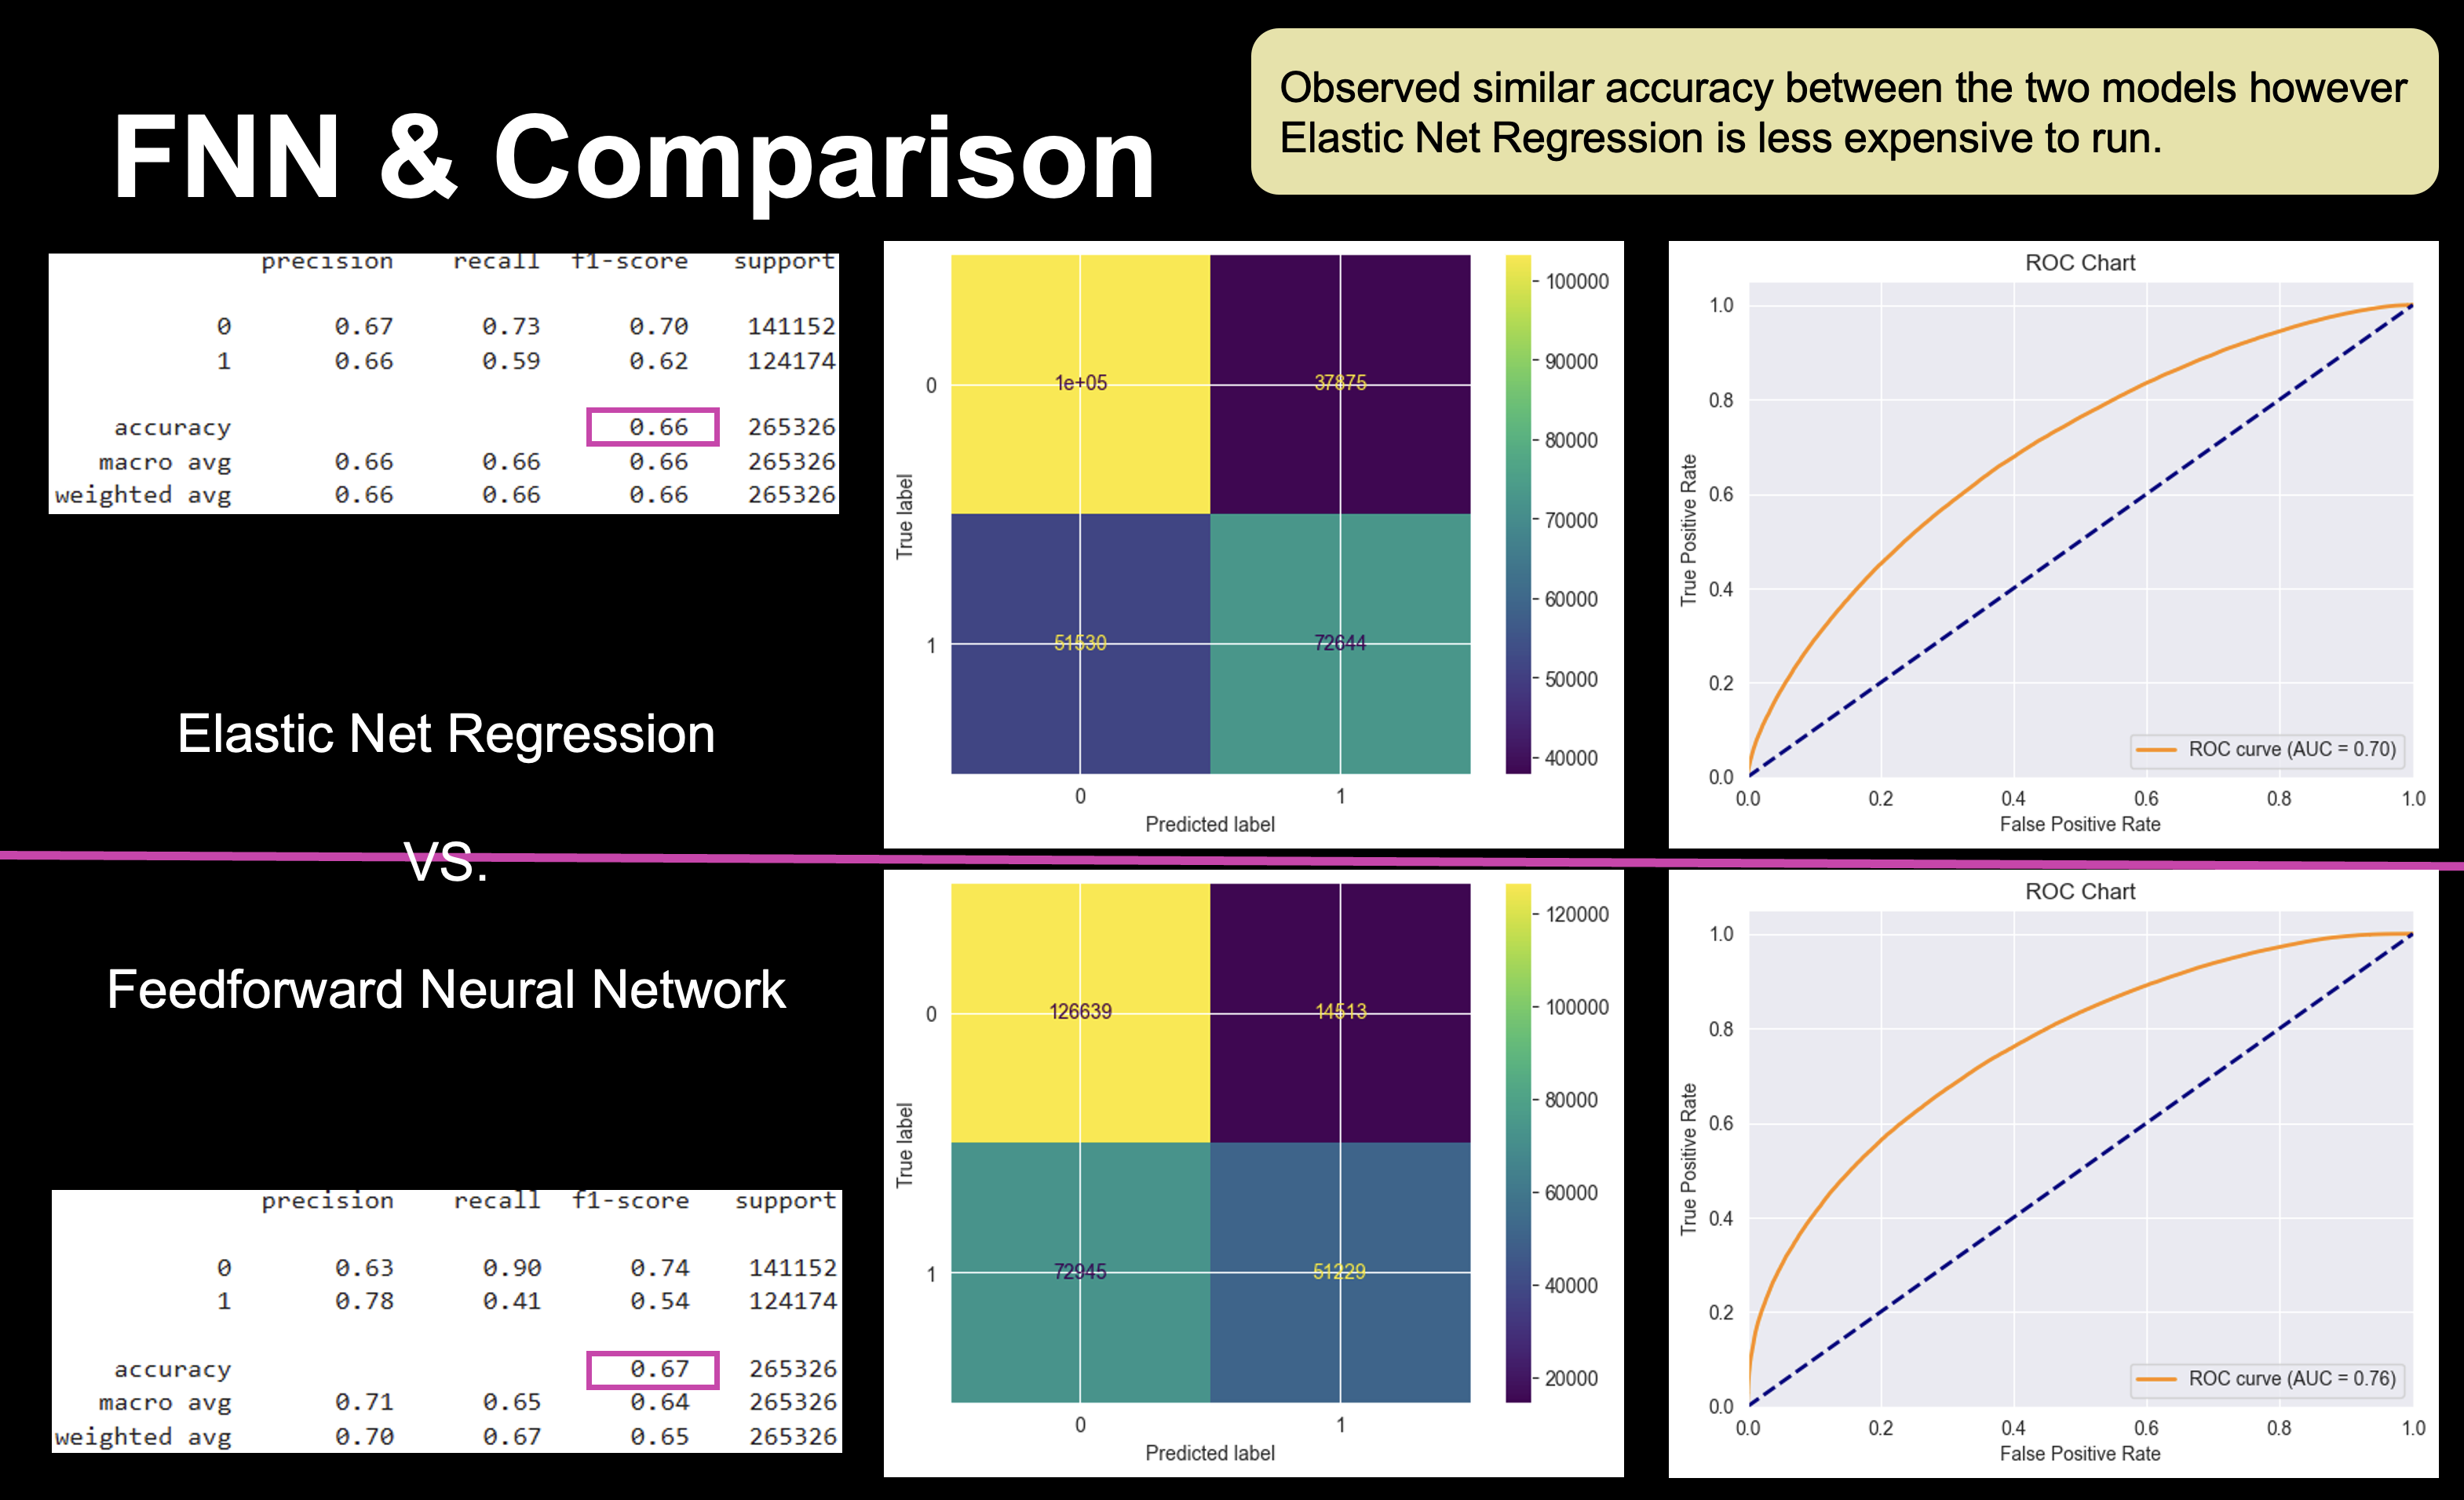 FNN & Comparison
Observed similar accuracy between the two models however
Elastic Net Regression is less expensive to run.
precision recall f1-score support
0 0.67 0.73 0.70 141152
1 0.66 0.59 0.62 124174
accuracy 0.66 265326
macro avg 0.66 0.66 0.66 265326
weighted avg 0.66 0.66 0.66 265326
True label
0
1
1e+05 37875
51530 72644
0 1
Predicted label
100000
90000
80000
70000
60000
50000
40000
ROC Chart
True Positive Rate
1.0
0.8
0.6
0.4
0.2
0.0
ROC curve (AUC = 0.70)
0.0 0.2 0.4 0.6 0.8 1.0
False Positive Rate
Elastic Net Regression
VS.
Feedforward Neural Network
precision recall f1-score support
0 0.63 0.90 0.74 141152
1 0.78 0.41 0.54 124174
accuracy 0.67 265326
macro avg 0.71 0.65 0.64 265326
weighted avg 0.70 0.67 0.65 265326
True label
0
1
126639 14513
72945 51229
0 1
Predicted label
120000
100000
80000
60000
40000
20000
ROC Chart
True Positive Rate
1.0
0.8
0.6
0.4
0.2
0.0
ROC curve (AUC = 0.76)
0.0 0.2 0.4 0.6 0.8 1.0
False Positive Rate